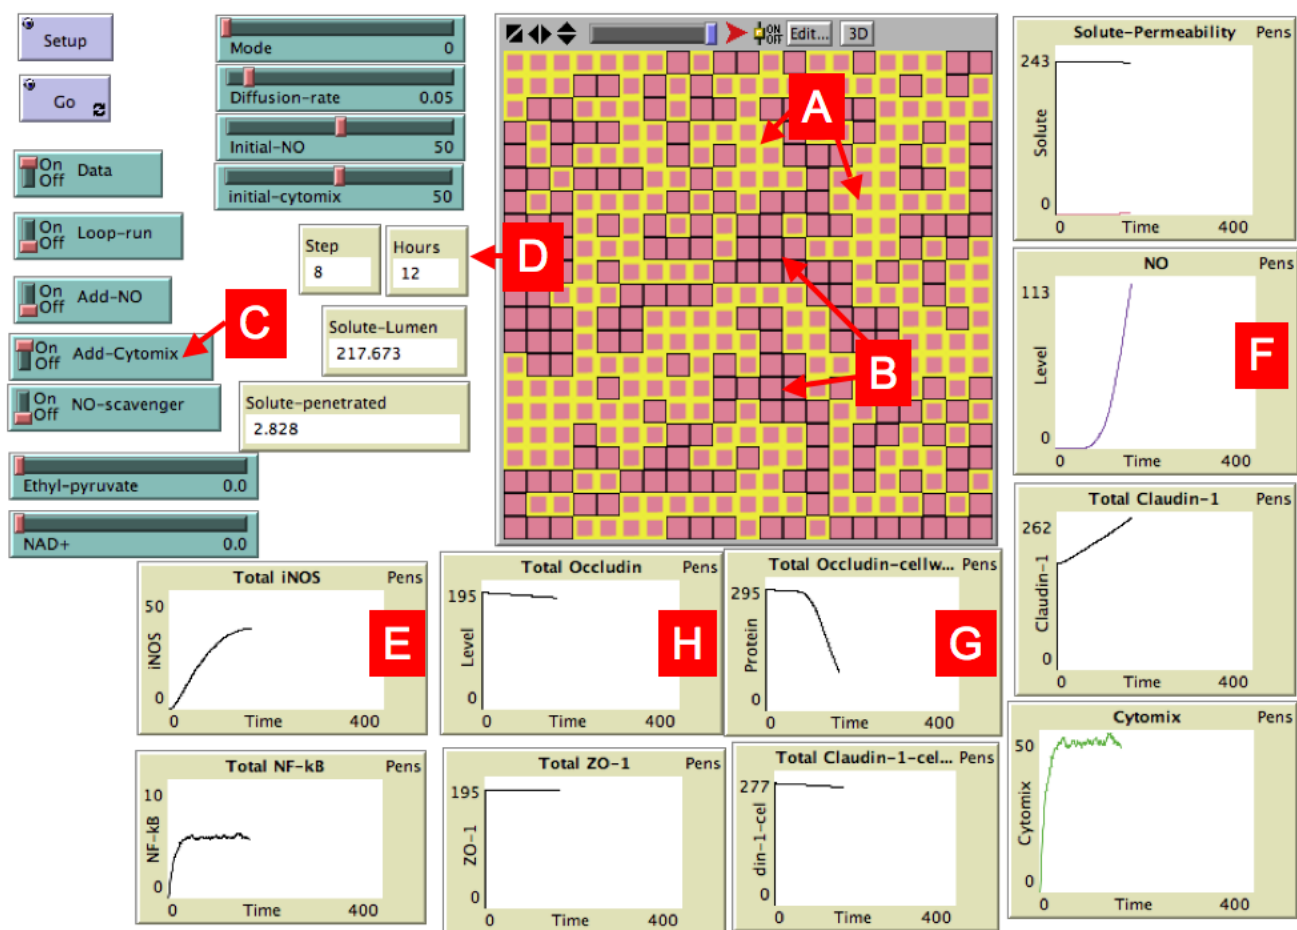 Setup
Go
Mode 0
Diffusion-rate 0.05
Initial-NO 50
initial-cytomix 50
On
Off
Data
On
Off
Loop-run
On
Off
Add-NO
On
Off
Add-Cytomix
On
Off
NO-scavenger
C
Step
8
Hours
12
D
Solute-Lumen
217.673
Solute-penetrated
2.828
Ethyl-pyruvate 0.0
NAD+ 0.0
ON
OFF
Edit...
3D
A
B
Solute-Permeability Pens
243
Solute
0
0 Time 400
NO Pens
113
Level
0
0 Time 400
F
Total Claudin-1 Pens
262
Claudin-1
0
0 Time 400
Total iNOS Pens
50
iNOS
0
0 Time 400
E
Total Occludin Pens
195
Level
0
0 Time 400
H
Total Occludin-cellw... Pens
295
Protein
0
0 Time 400
G
Total NF-kB Pens
10
NF-kB
0
0 Time 400
Total ZO-1 Pens
195
ZO-1
0
0 Time 400
Total Claudin-1-cel... Pens
277
din-1-cel
0
0 Time 400
Cytomix Pens
50
Cytomix
0
0 Time 400